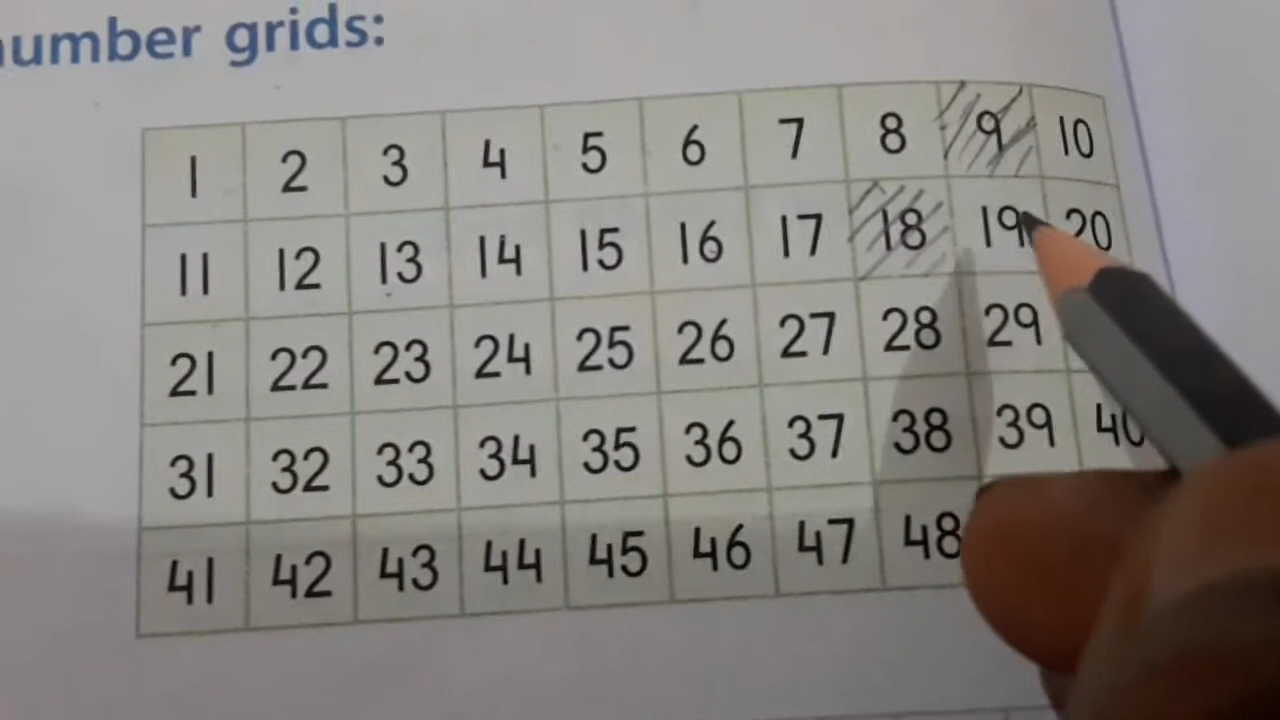 number grids:
1 2 3 4 5 6 7 8 9 10
11 12 13 14 15 16 17 18 19 20
21 22 23 24 25 26 27 28 29
31 32 33 34 35 36 37 38 39 40
41 42 43 44 45 46 47 48